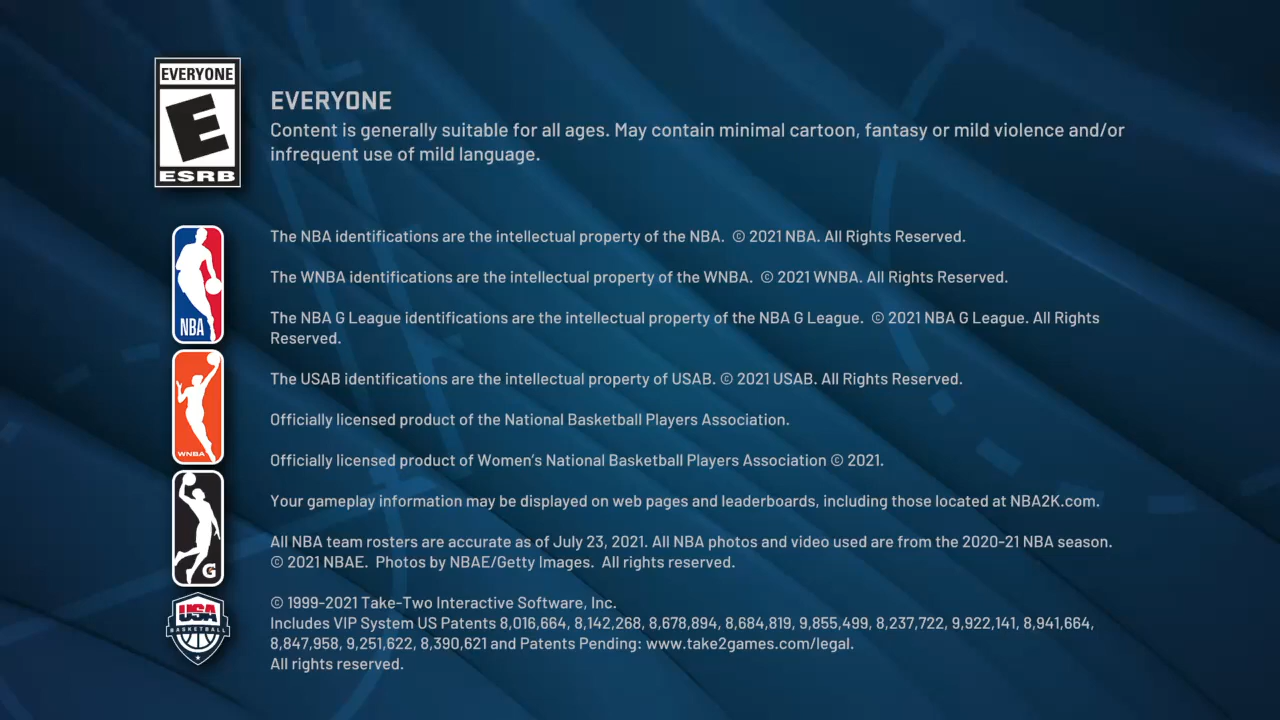 EVERYONE
E
ESRB
EVERYONE
Content is generally suitable for all ages. May contain minimal cartoon, fantasy or mild violence and/or
infrequent use of mild language.
NBA
The NBA identifications are the intellectual property of the NBA.  © 2021 NBA. All Rights Reserved.
The WNBA identifications are the intellectual property of the WNBA.  © 2021 WNBA. All Rights Reserved.
The NBA G League identifications are the intellectual property of the NBA G League.  © 2021 NBA G League. All Rights
Reserved.
WNBA
The USAB identifications are the intellectual property of USAB. © 2021 USAB. All Rights Reserved.
Officially licensed product of the National Basketball Players Association.
Officially licensed product of Women's National Basketball Players Association © 2021.
G
Your gameplay information may be displayed on web pages and leaderboards, including those located at NBA2K.com.
All NBA team rosters are accurate as of July 23, 2021. All NBA photos and video used are from the 2020-21 NBA season.
© 2021 NBAE.  Photos by NBAE/Getty Images.  All rights reserved.
USA
BASKETBALL
© 1999-2021 Take-Two Interactive Software, Inc.
Includes VIP System US Patents 8,016,664, 8,142,268, 8,678,894, 8,684,819, 9,855,499, 8,237,722, 9,922,141, 8,941,664,
8,847,958, 9,251,622, 8,390,621 and Patents Pending: www.take2games.com/legal.
All rights reserved.